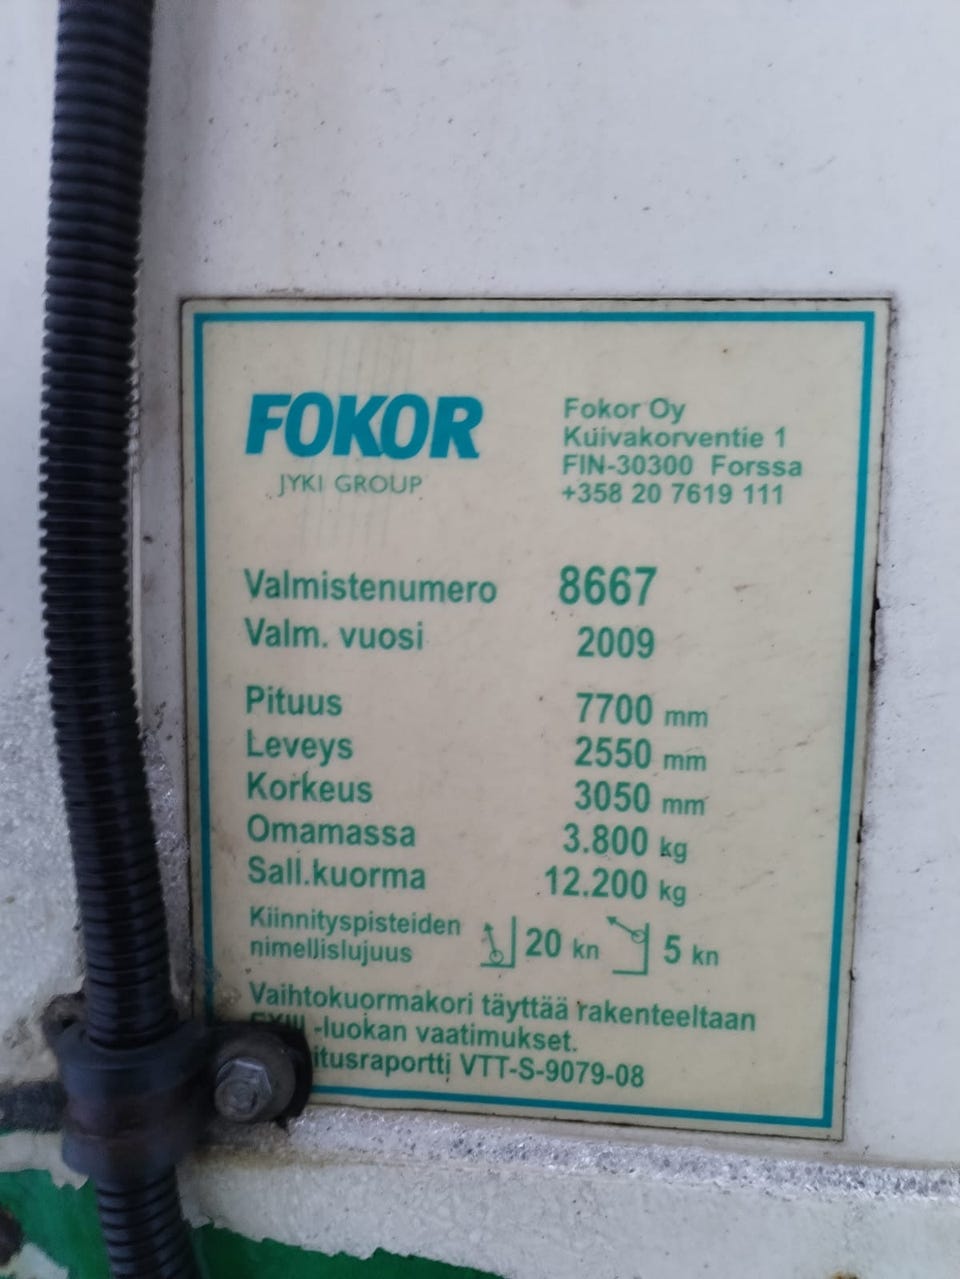 FOKOR
JYKI GROUP
Fokor Oy
Kuivakorventie 1
FIN-30300 Forssa
+358 20 7619 111
Valmistenumero 8667
Valm. vuosi 2009
Pituus 7700 mm
Leveys 2550 mm
Korkeus 3050 mm
Omamassa 3.800 kg
Sall.kuorma 12.200 kg
Kiinnityspisteiden
nimellislujuus 20 kn 5 kn
Vaihtokuormakori täyttää rakenteeltaan
-luokan vaatimukset.
VTT-S-9079-08